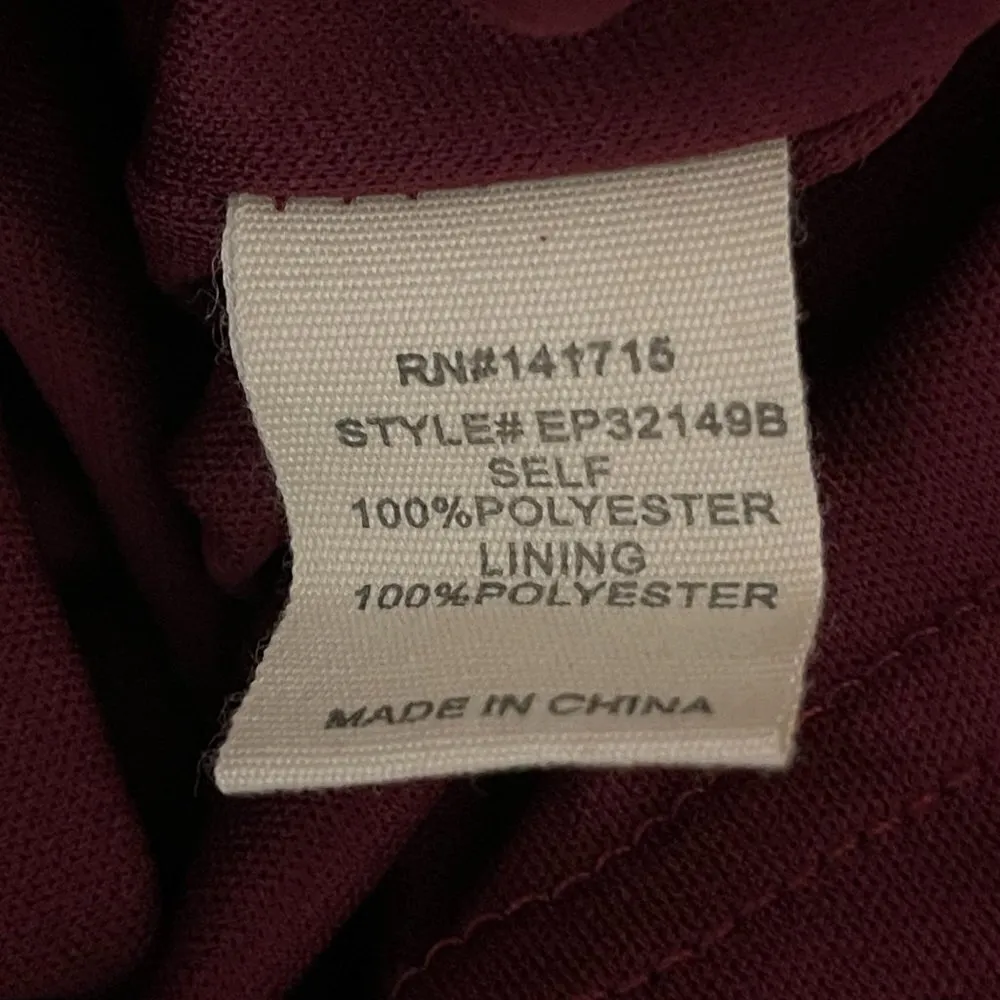 RN#141715
STYLE# EP32149B
SELF
100%POLYESTER
LINING
100%POLYESTER
MADE IN CHINA